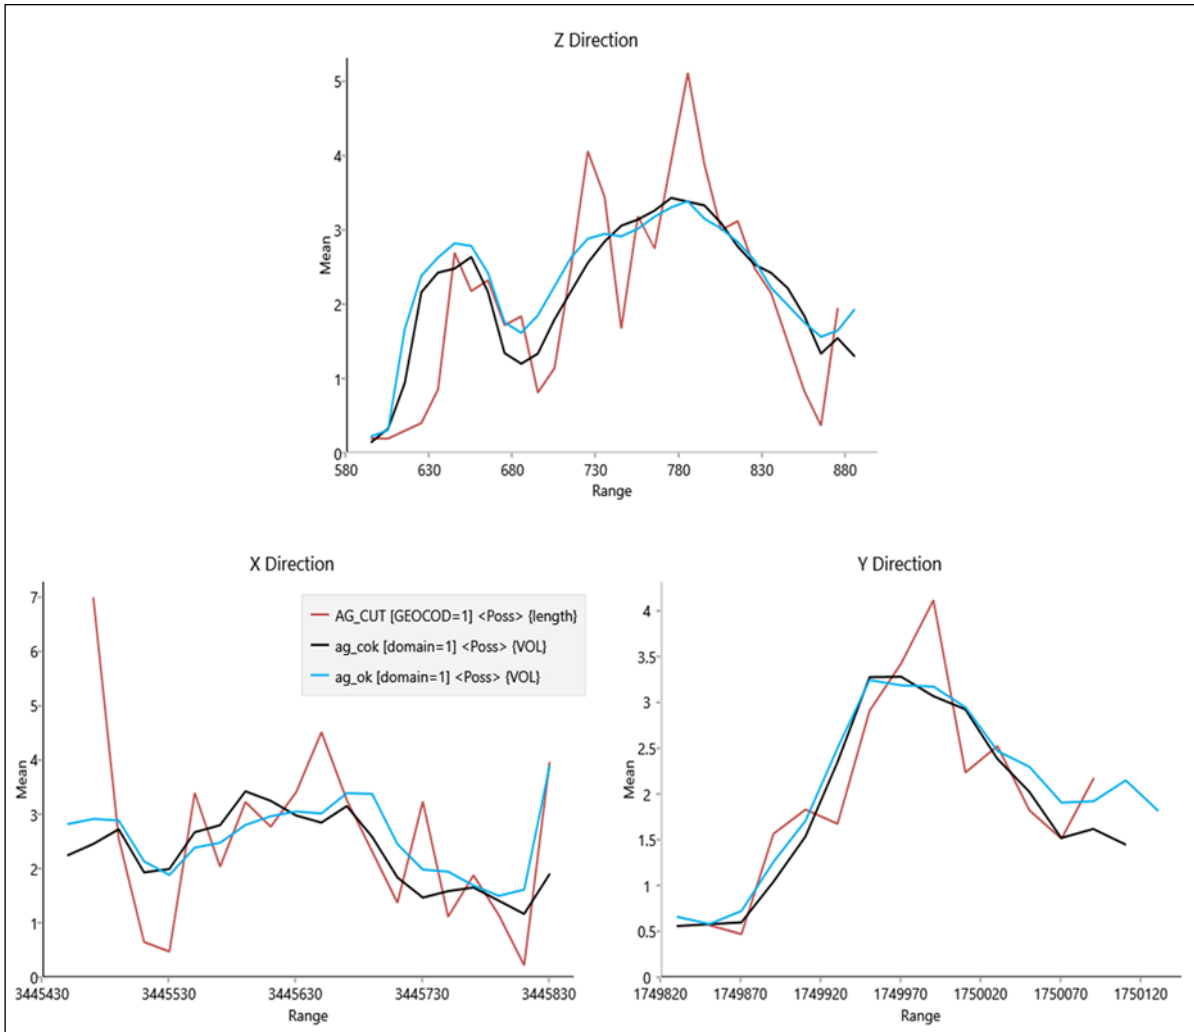 Z Direction
5
4
3
2
1
0
Mean
580 630 680 730 780 830 880
Range
X Direction
7
6
5
4
3
2
1
0
Mean
AG_CUT [GEOCOD=1] <Poss> {length}
ag_cok [domain=1] <Poss> {VOL}
ag_ok [domain=1] <Poss> {VOL}
3445430 3445530 3445630 3445730 3445830
Range
Y Direction
4
3.5
3
2.5
2
1.5
1
0.5
0
Mean
1749820 1749870 1749920 1749970 1750020 1750070 1750120
Range